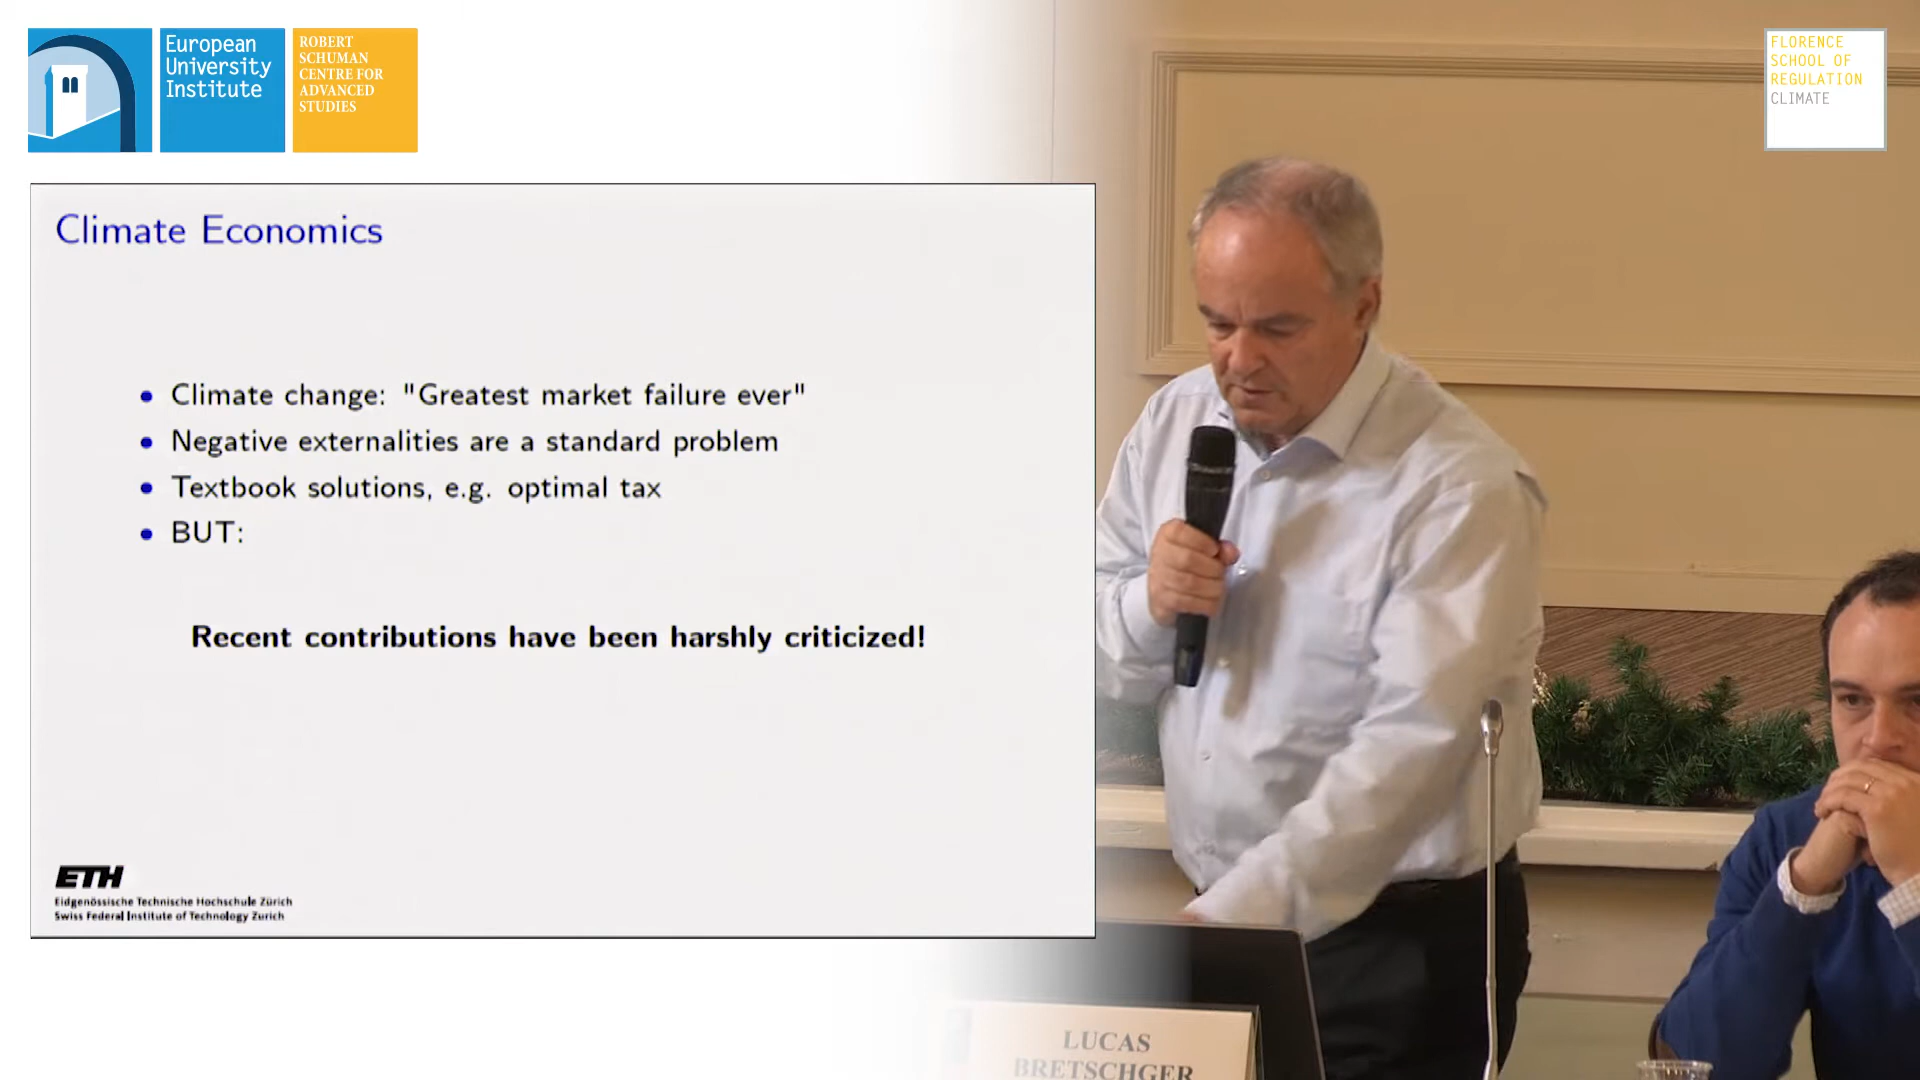 European
University
Institute
ROBERT
SCHUMAN
CENTRE FOR
ADVANCED
STUDIES
FLORENCE
SCHOOL OF
REGULATION
CLIMATE
Climate Economics
Climate change: "Greatest market failure ever"
Negative externalities are a standard problem
Textbook solutions, e.g. optimal tax
BUT:
Recent contributions have been harshly criticized!
ETH
Eidgenössische Technische Hochschule Zürich
Swiss Federal Institute of Technology Zurich
LUCAS
BRETSCHGER